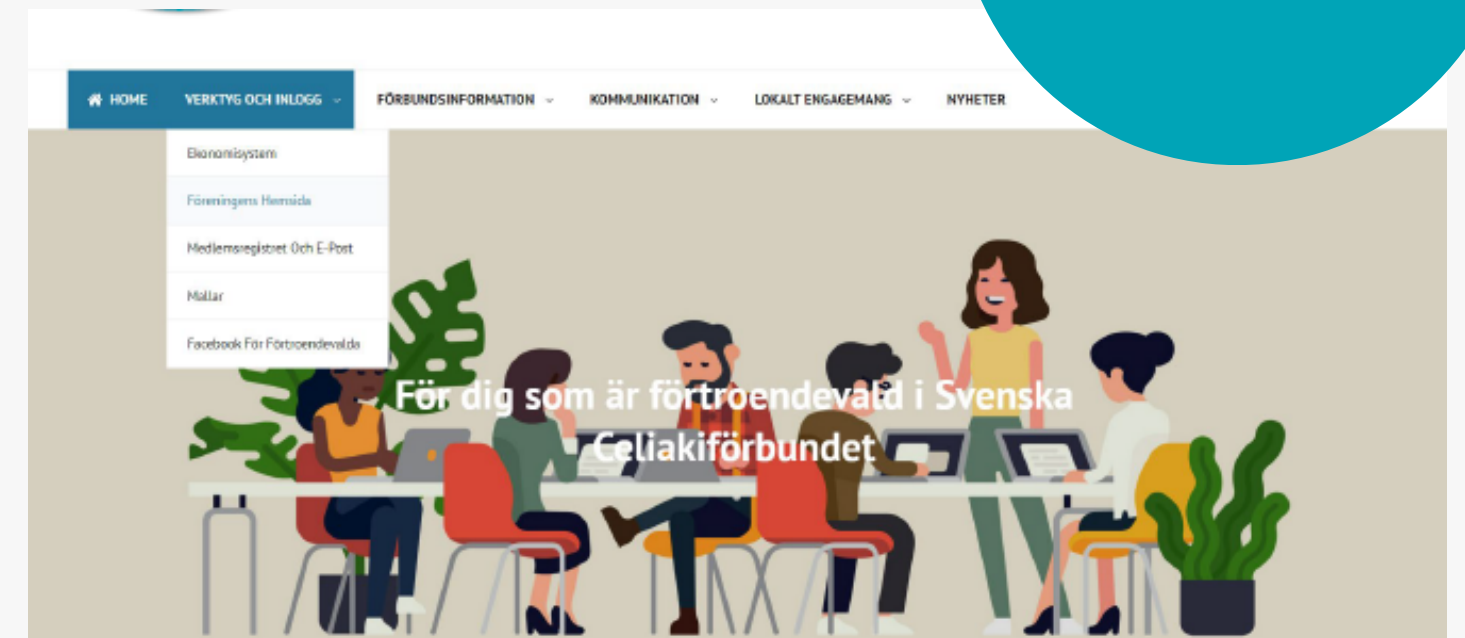 HOME VERKTYG OCH INLOGG FÖRBUNDSINFORMATION KOMMUNIKATION LOKALT ENGAGEMANG NYHETER
Ekonomisystem
Föreningens Hemsida
Medlemsregistret Och E-Post
Mallar
Facebook För Förtroendevalda
För dig som är förtroendevald i Svenska
Celiakiförbundet